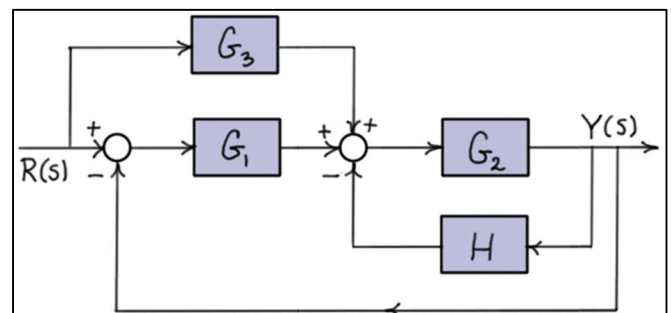 G₃
+
+
+
Y(s)
G₁
G₂
R(s)
-
-
H